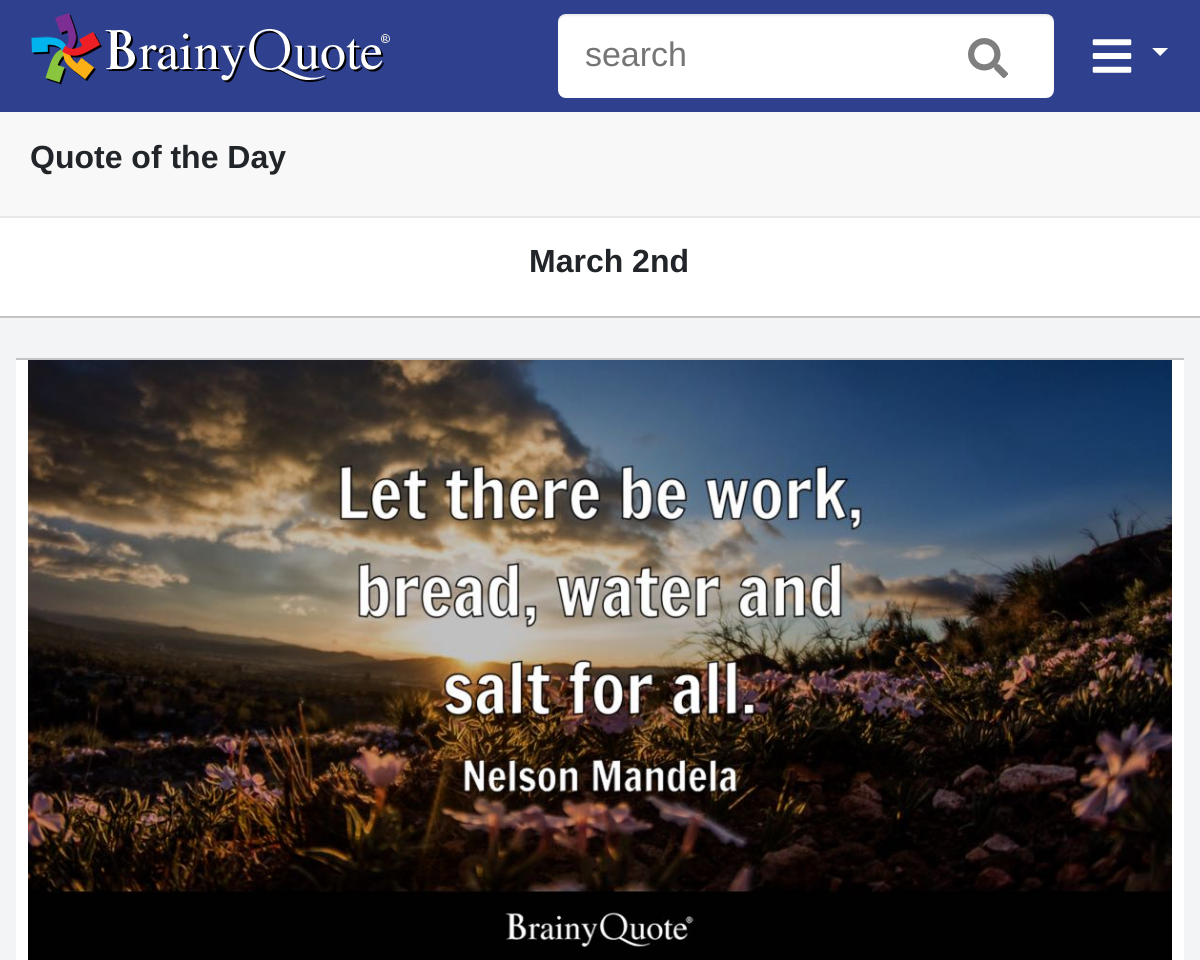 BrainyQuote®
search
Quote of the Day
March 2nd
Let there be work,
bread, water and
salt for all.
Nelson Mandela
BrainyQuote®